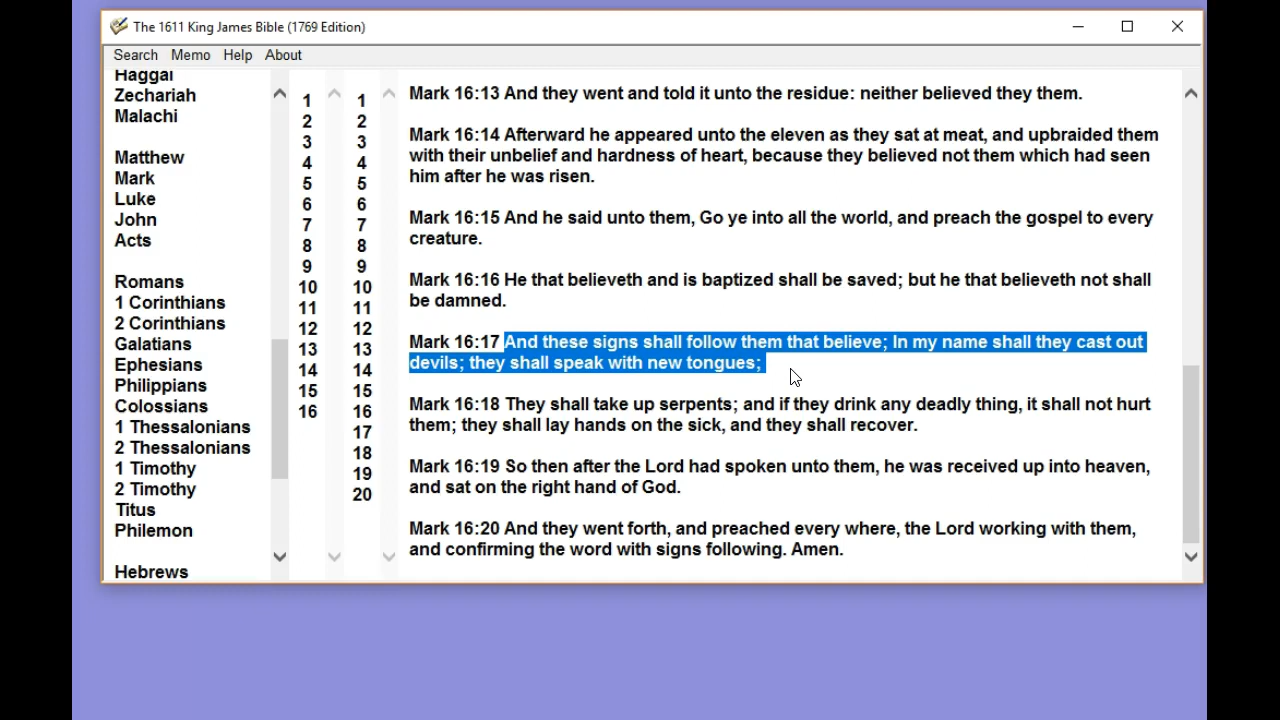 The 1611 King James Bible (1769 Edition)
Search Memo Help About
Haggai
Zechariah
Malachi
Matthew
Mark
Luke
John
Acts
Romans
1 Corinthians
2 Corinthians
Galatians
Ephesians
Philippians
Colossians
1 Thessalonians
2 Thessalonians
1 Timothy
2 Timothy
Titus
Philemon
Hebrews
1
2
3
4
5
6
7
8
9
10
11
12
13
14
15
16
1
2
3
4
5
6
7
8
9
10
11
12
13
14
15
16
17
18
19
20
Mark 16:13 And they went and told it unto the residue: neither believed they them.
Mark 16:14 Afterward he appeared unto the eleven as they sat at meat, and upbraided them
with their unbelief and hardness of heart, because they believed not them which had seen
him after he was risen.
Mark 16:15 And he said unto them, Go ye into all the world, and preach the gospel to every
creature.
Mark 16:16 He that believeth and is baptized shall be saved; but he that believeth not shall
be damned.
Mark 16:17 And these signs shall follow them that believe; In my name shall they cast out
devils; they shall speak with new tongues;
Mark 16:18 They shall take up serpents; and if they drink any deadly thing, it shall not hurt
them; they shall lay hands on the sick, and they shall recover.
Mark 16:19 So then after the Lord had spoken unto them, he was received up into heaven,
and sat on the right hand of God.
Mark 16:20 And they went forth, and preached every where, the Lord working with them,
and confirming the word with signs following. Amen.